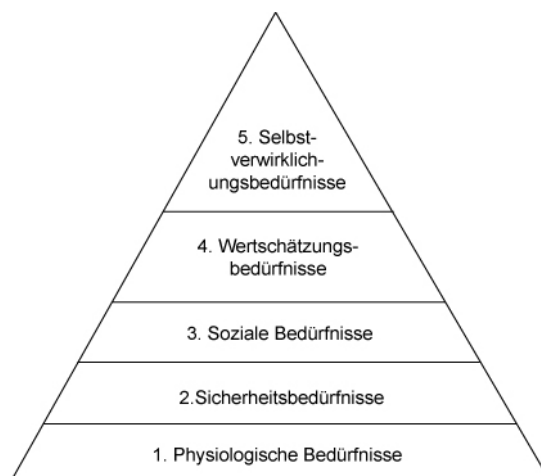 5. Selbst-
verwirklich-
ungsbedürfnisse
4. Wertschätzungs-
bedürfnisse
3. Soziale Bedürfnisse
2.Sicherheitsbedürfnisse
1. Physiologische Bedürfnisse